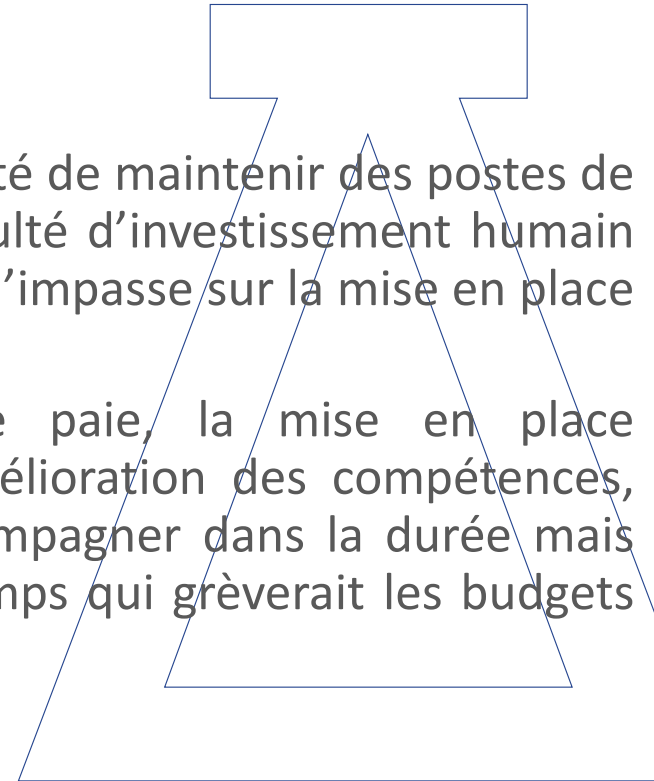 té de maintenir des postes de
ulté d’investissement humain
l’impasse sur la mise en place
e paie, la mise en place
élioration des compétences,
mpagner dans la durée mais
mps qui grèverait les budgets